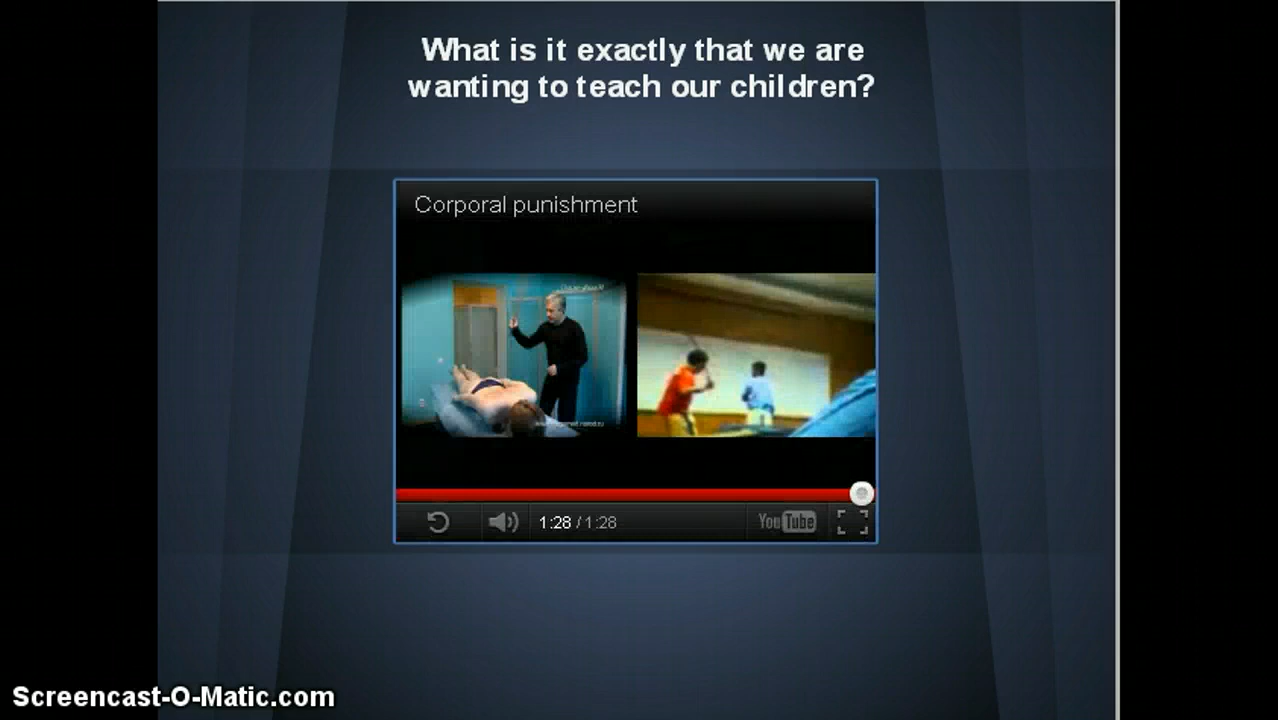 What is it exactly that we are
wanting to teach our children?
Corporal punishment
1:28 / 1:28
YouTube
Screencast-O-Matic.com